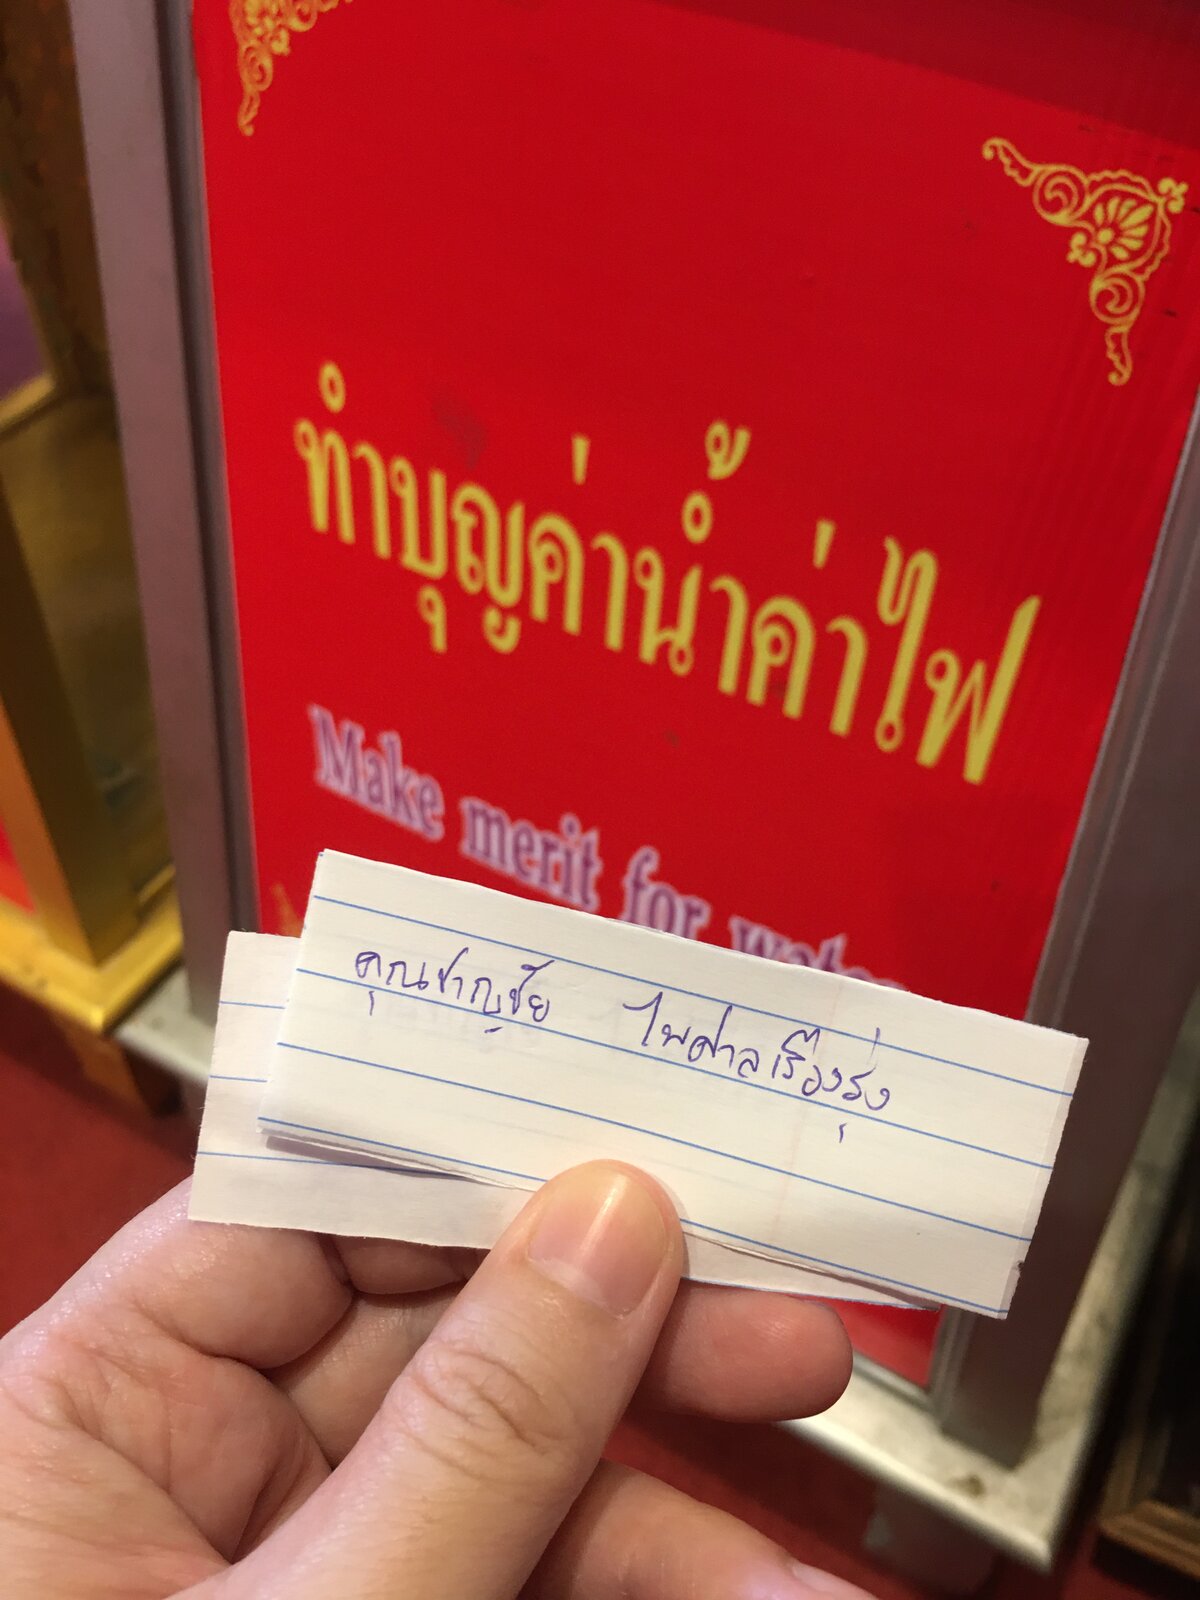 ทำบุญค่าน้ำค่าไฟ
Make merit for water
คุณชาญชัย ไพศาลเรืองรุ่ง